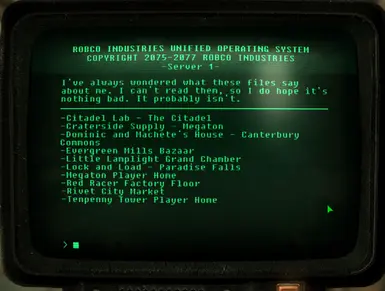 ROBCO INDUSTRIES UNIFIED OPERATING SYSTEM
COPYRIGHT 2075-2077 ROBCO INDUSTRIES
-Server 1-
I've always wondered what these files say
about me. I can't read them, so I do hope it's
nothing bad. It probably isn't.
-Citadel Lab - The Citadel
-Craterside Supply - Megaton
-Dominic and Machete's House - Canterbury
Commons
-Evergreen Mills Bazaar
-Little Lamplight Grand Chamber
-Lock and Load - Paradise Falls
-Megaton Player Home
-Red Racer Factory Floor
-Rivet City Market
-Tenpenny Tower Player Home
>